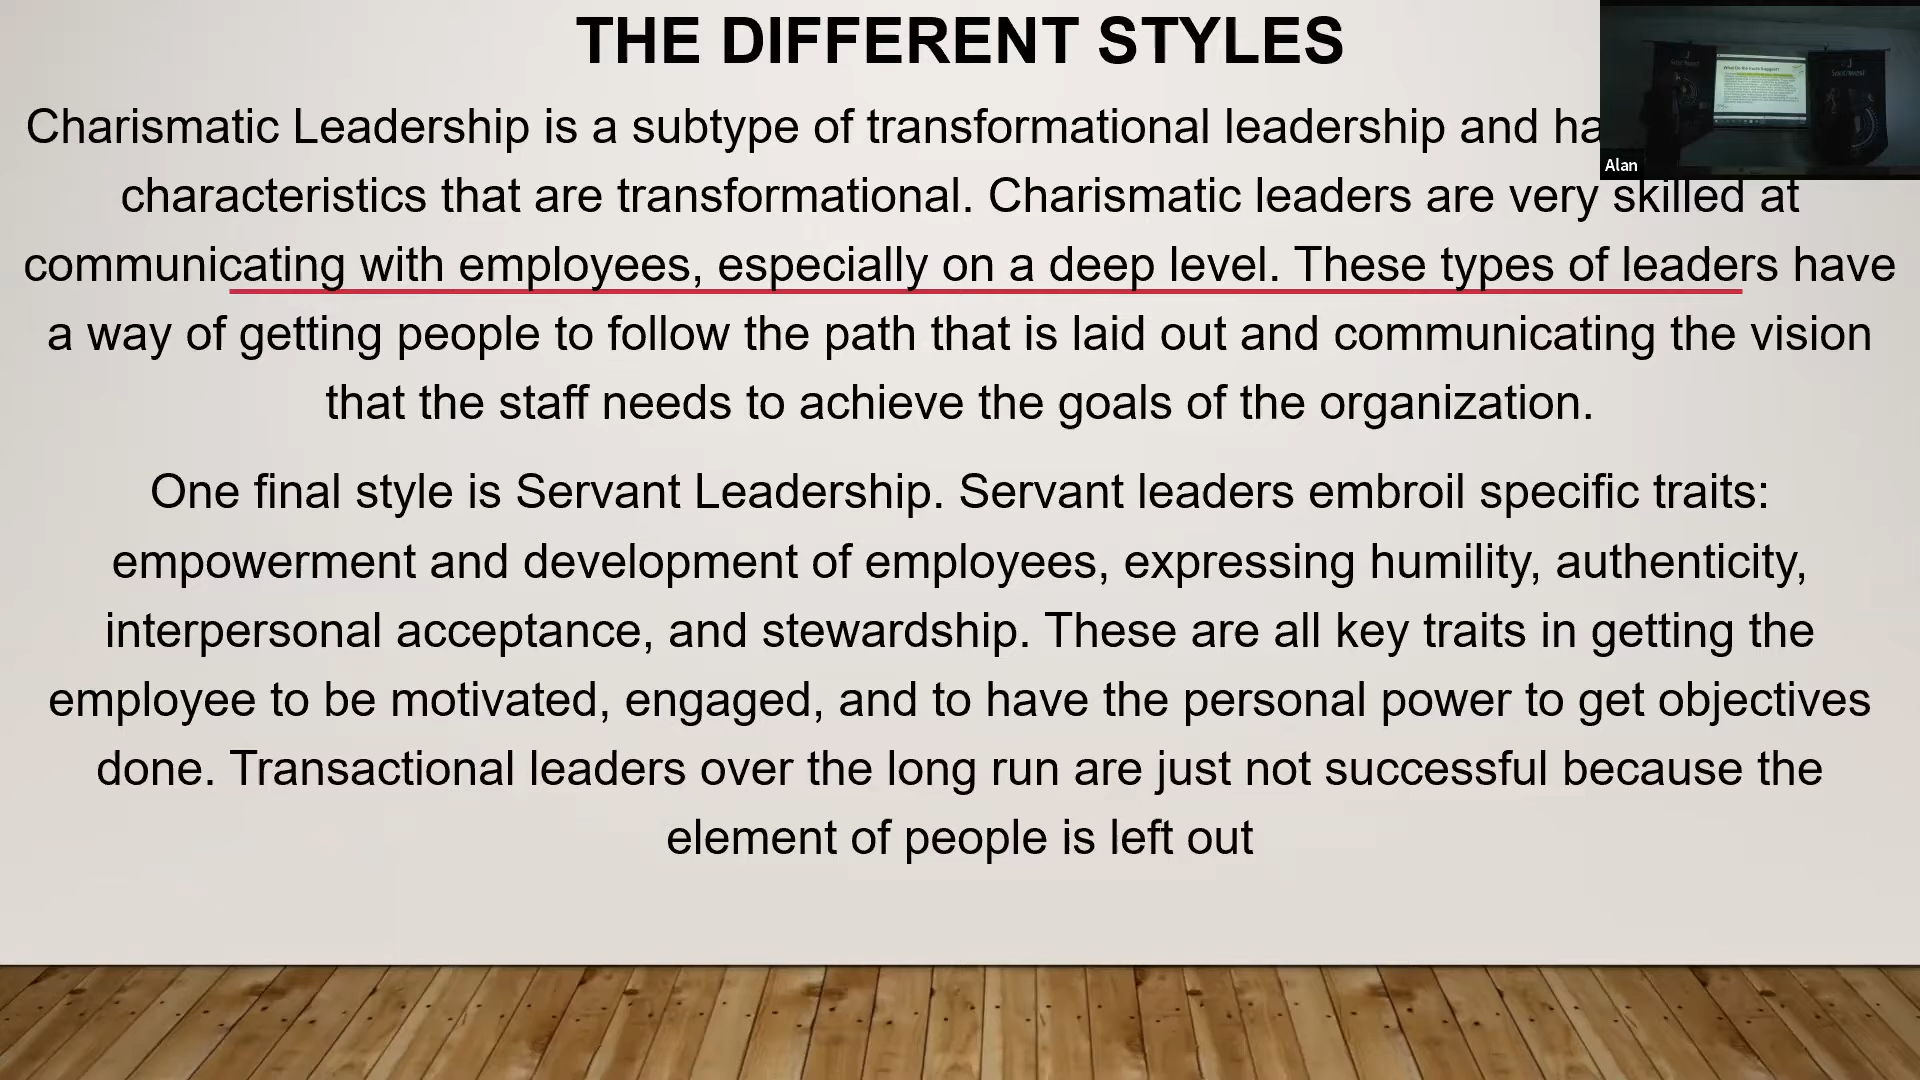 THE DIFFERENT STYLES
Charismatic Leadership is a subtype of transformational leadership and
characteristics that are transformational. Charismatic leaders are very skilled at
communicating with employees, especially on a deep level. These types of leaders have
a way of getting people to follow the path that is laid out and communicating the vision
that the staff needs to achieve the goals of the organization.
One final style is Servant Leadership. Servant leaders embroil specific traits:
empowerment and development of employees, expressing humility, authenticity,
interpersonal acceptance, and stewardship. These are all key traits in getting the
employee to be motivated, engaged, and to have the personal power to get objectives
done. Transactional leaders over the long run are just not successful because the
element of people is left out
Alan